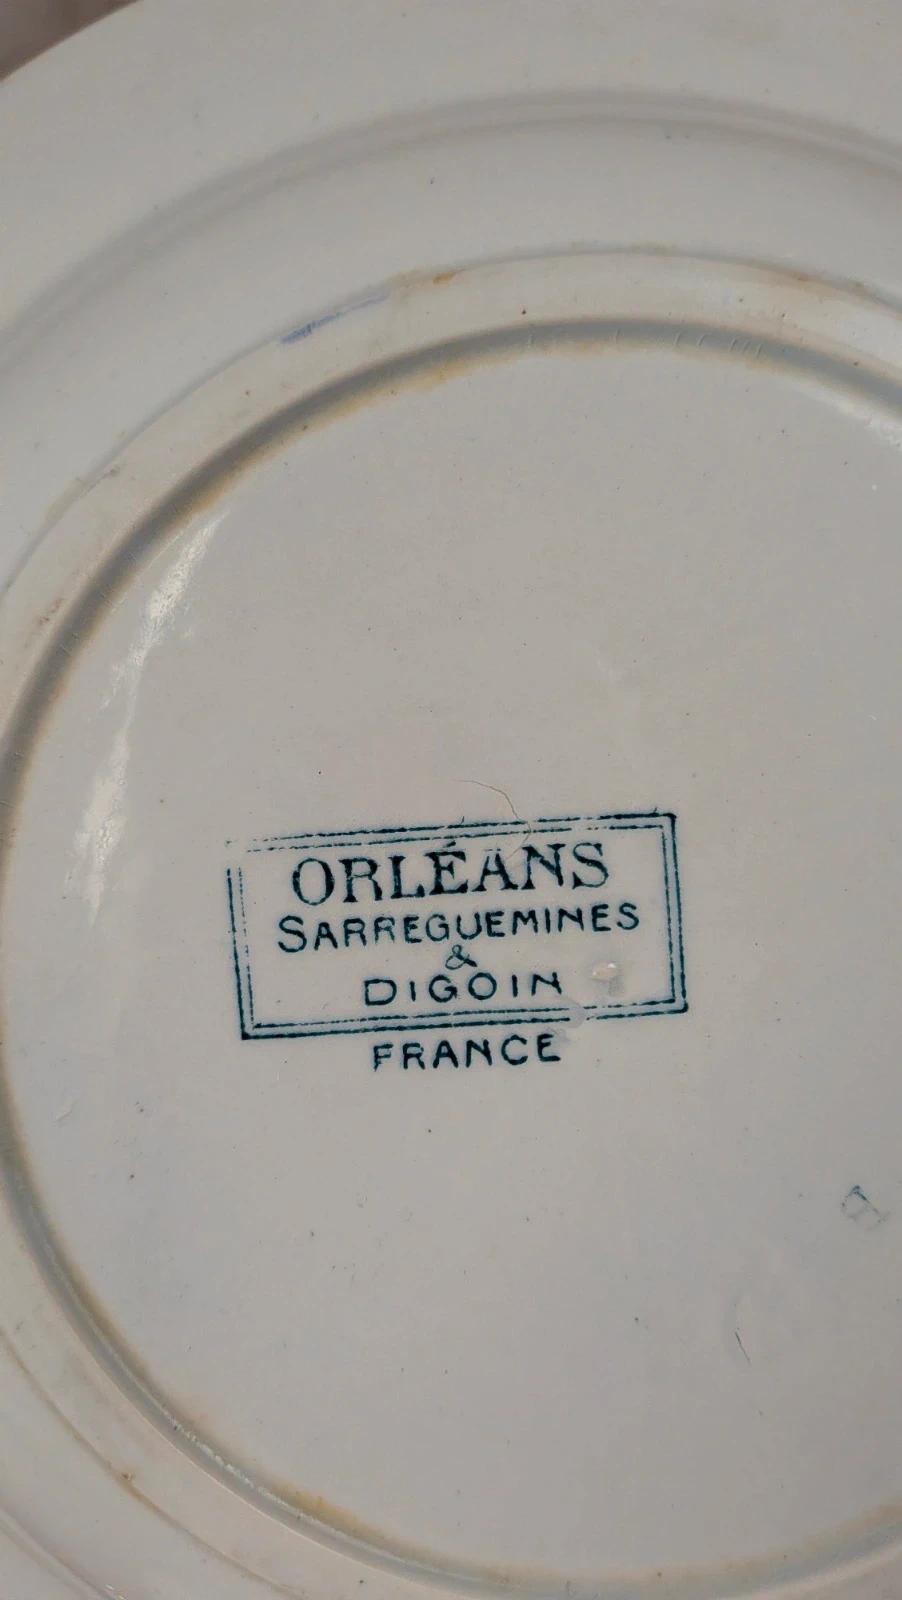 ORLÉANS
SARREGUEMINES
&
DIGOIN
FRANCE